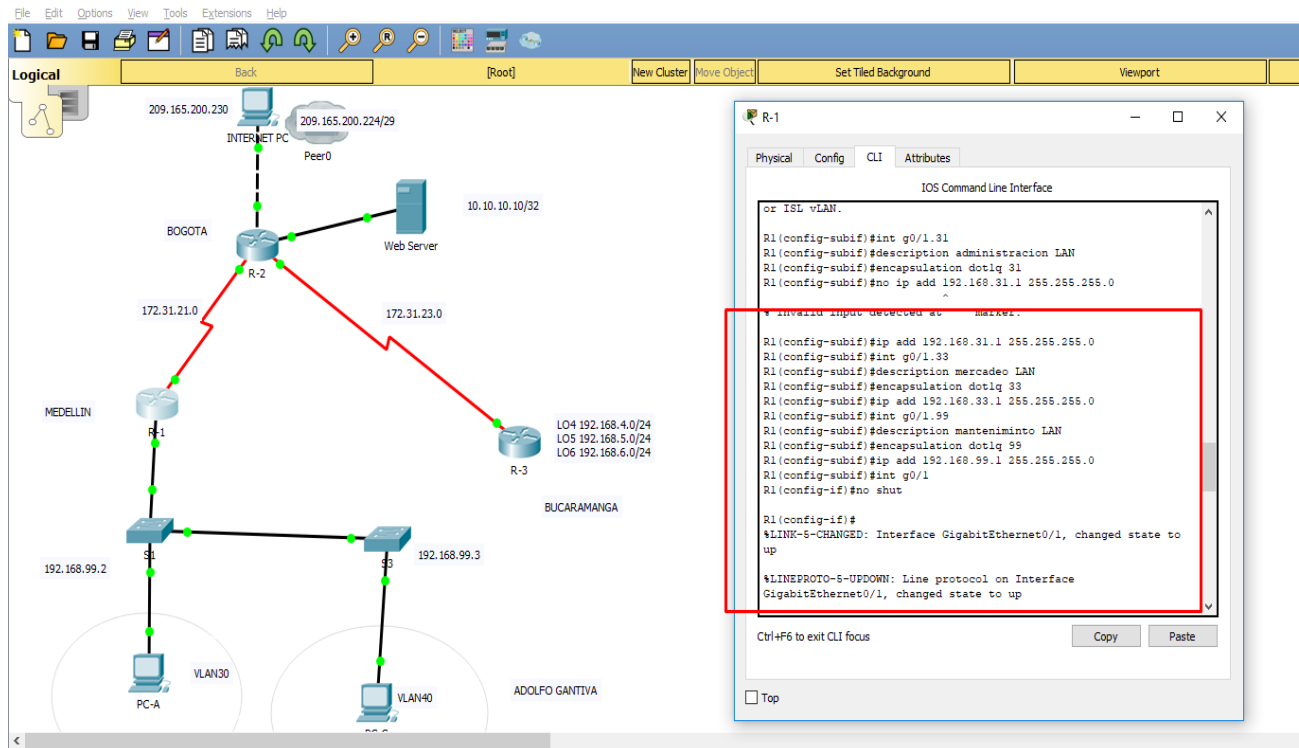 File Edit Options View Tools Extensions Help
Logical
Back
[Root]
New Cluster
Move Object
Set Tiled Background
Viewport
209.165.200.230
209.165.200.224/29
INTERNET PC
Peer0
10.10.10.10/32
BOGOTA
Web Server
R-2
172.31.21.0
172.31.23.0
MEDELLIN
R-1
LO4 192.168.4.0/24
LO5 192.168.5.0/24
LO6 192.168.6.0/24
R-3
BUCARAMANGA
S1
S3
192.168.99.3
192.168.99.2
VLAN30
PC-A
VLAN40
ADOLFO GANTIVA
R-1
Physical Config CLI Attributes
IOS Command Line Interface
or ISL vLAN.
R1(config-subif)#int g0/1.31
R1(config-subif)#description administracion LAN
R1(config-subif)#encapsulation dot1q 31
R1(config-subif)#no ip add 192.168.31.1 255.255.255.0
^
% Invalid input detected at marker.
R1(config-subif)#ip add 192.168.31.1 255.255.255.0
R1(config-subif)#int g0/1.33
R1(config-subif)#description mercadeo LAN
R1(config-subif)#encapsulation dot1q 33
R1(config-subif)#ip add 192.168.33.1 255.255.255.0
R1(config-subif)#int g0/1.99
R1(config-subif)#description manteniminto LAN
R1(config-subif)#encapsulation dot1q 99
R1(config-subif)#ip add 192.168.99.1 255.255.255.0
R1(config-subif)#int g0/1
R1(config-if)#no shut
R1(config-if)#
%LINK-5-CHANGED: Interface GigabitEthernet0/1, changed state to
up
%LINEPROTO-5-UPDOWN: Line protocol on Interface
GigabitEthernet0/1, changed state to up
Ctrl+F6 to exit CLI focus
Copy
Paste
Top